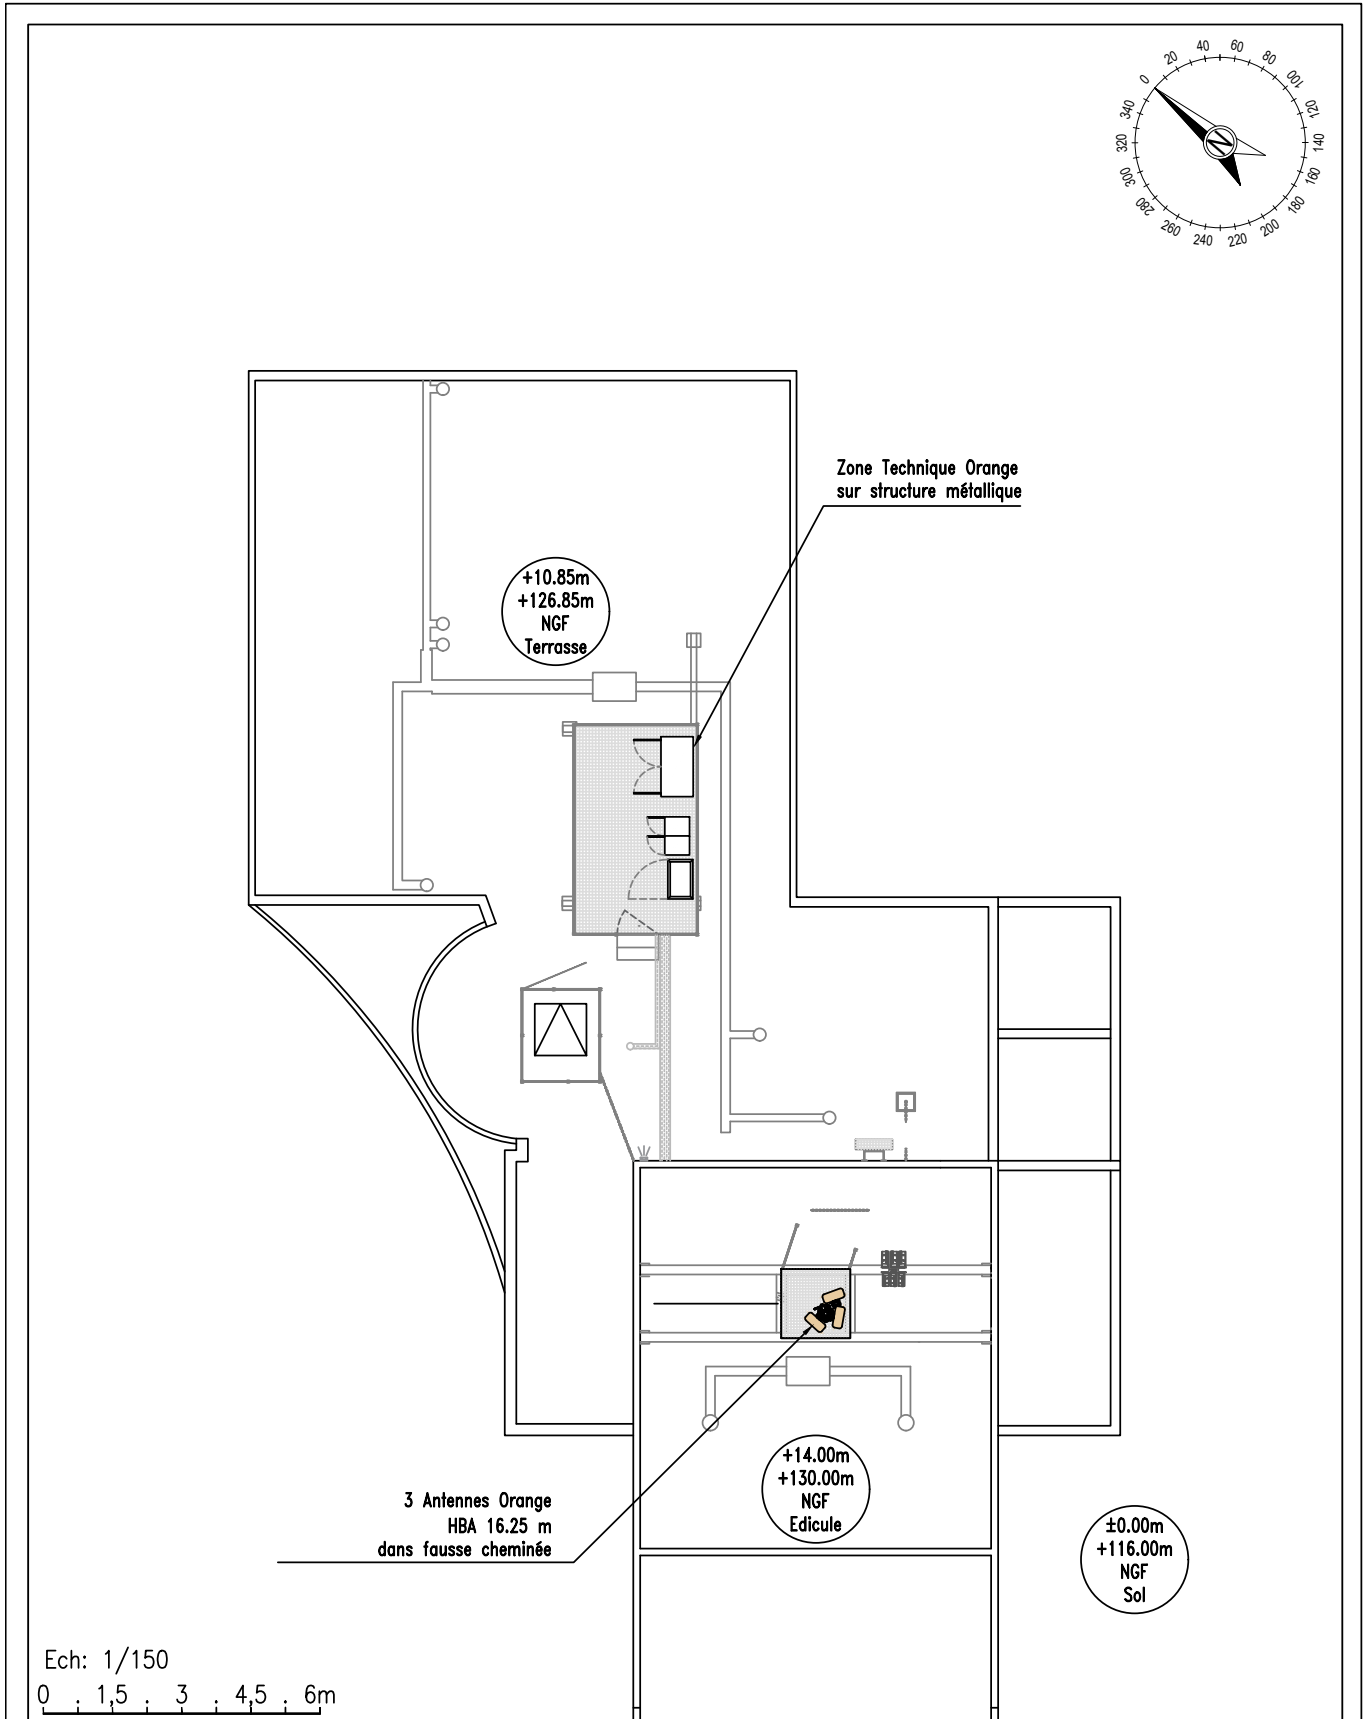 0 20 40 60 80 100 120 140 160 180 200 220 240 260 280 300 320 340
N
Zone Technique Orange
sur structure métallique
+10.85m
+126.85m
NGF
Terrasse
3 Antennes Orange
HBA 16.25 m
dans fausse cheminée
+14.00m
+130.00m
NGF
Edicule
±0.00m
+116.00m
NGF
Sol
Ech: 1/150
0 . 1,5 . 3 . 4,5 . 6m